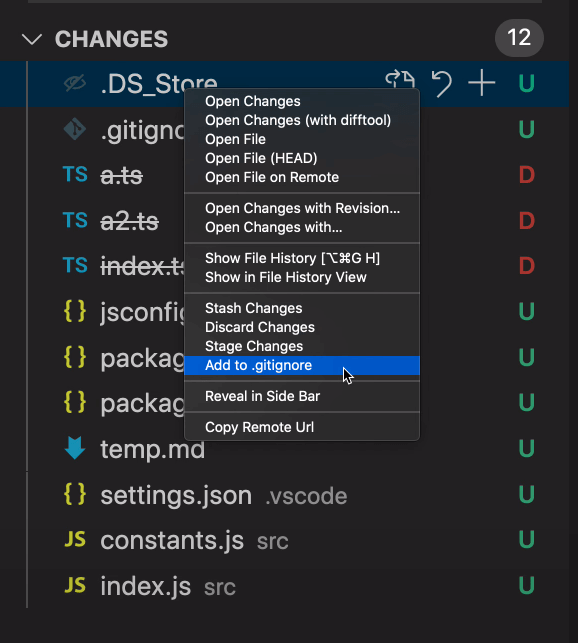 CHANGES 12
.DS_Store U
.gitigno U
TS a.ts D
TS a2.ts D
TS index.ts D
{} jsconfig U
{} packag U
{} packag U
temp.md U
{} settings.json .vscode U
JS constants.js src U
JS index.js src U
Open Changes
Open Changes (with difftool)
Open File
Open File (HEAD)
Open File on Remote
Open Changes with Revision...
Open Changes with...
Show File History [⌥⌘G H]
Show in File History View
Stash Changes
Discard Changes
Stage Changes
Add to .gitignore
Reveal in Side Bar
Copy Remote Url